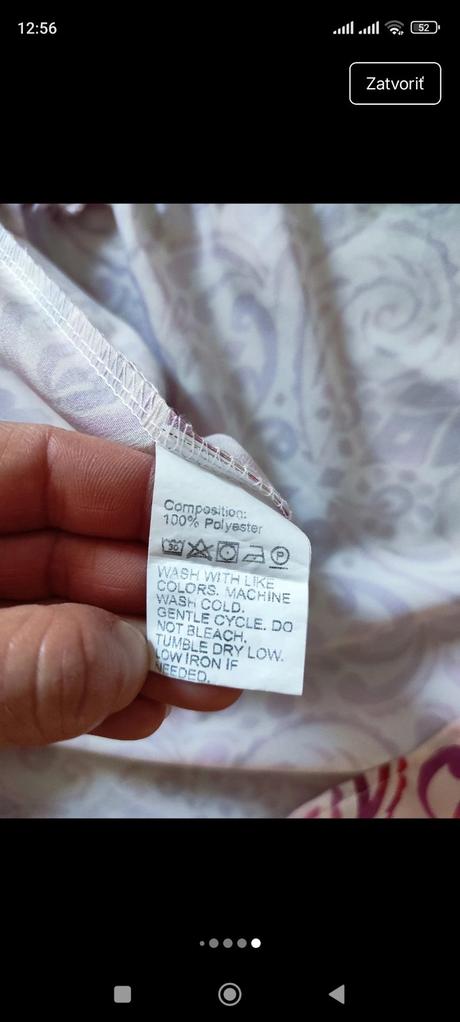 12:56
52
Zatvoriť
Composition:
100% Polyester
30
P
WASH WITH LIKE
COLORS. MACHINE
WASH COLD.
GENTLE CYCLE. DO
NOT BLEACH.
TUMBLE DRY LOW.
LOW IRON IF
NEEDED.